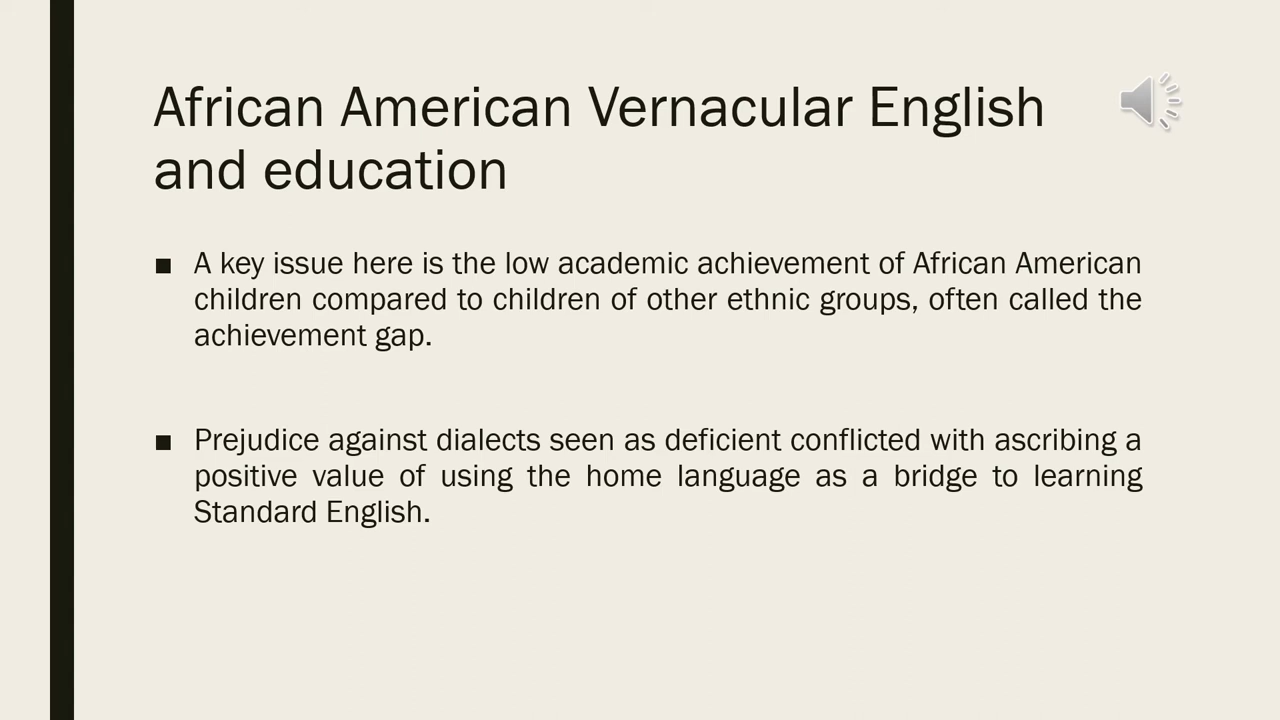 African American Vernacular English
and education
■ A key issue here is the low academic achievement of African American
children compared to children of other ethnic groups, often called the
achievement gap.
■ Prejudice against dialects seen as deficient conflicted with ascribing a
positive value of using the home language as a bridge to learning
Standard English.